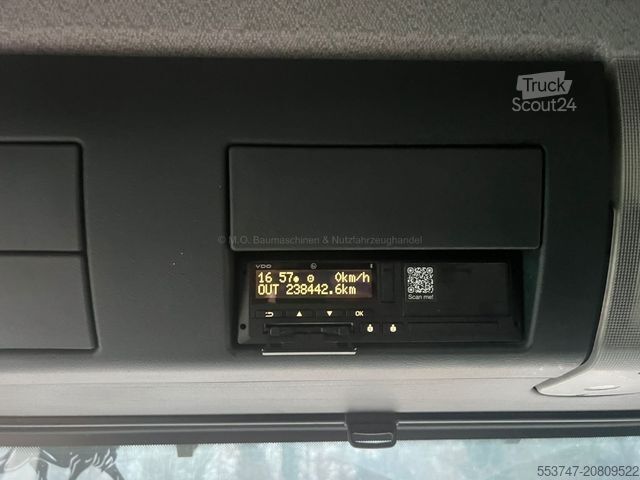 Truck
Scout24
© M.O. Baumaschinen & Nutzfahrzeughandel
VDO
16 57 0km/h
OUT 238442.6km
OK
Scan me!
553747-20809522